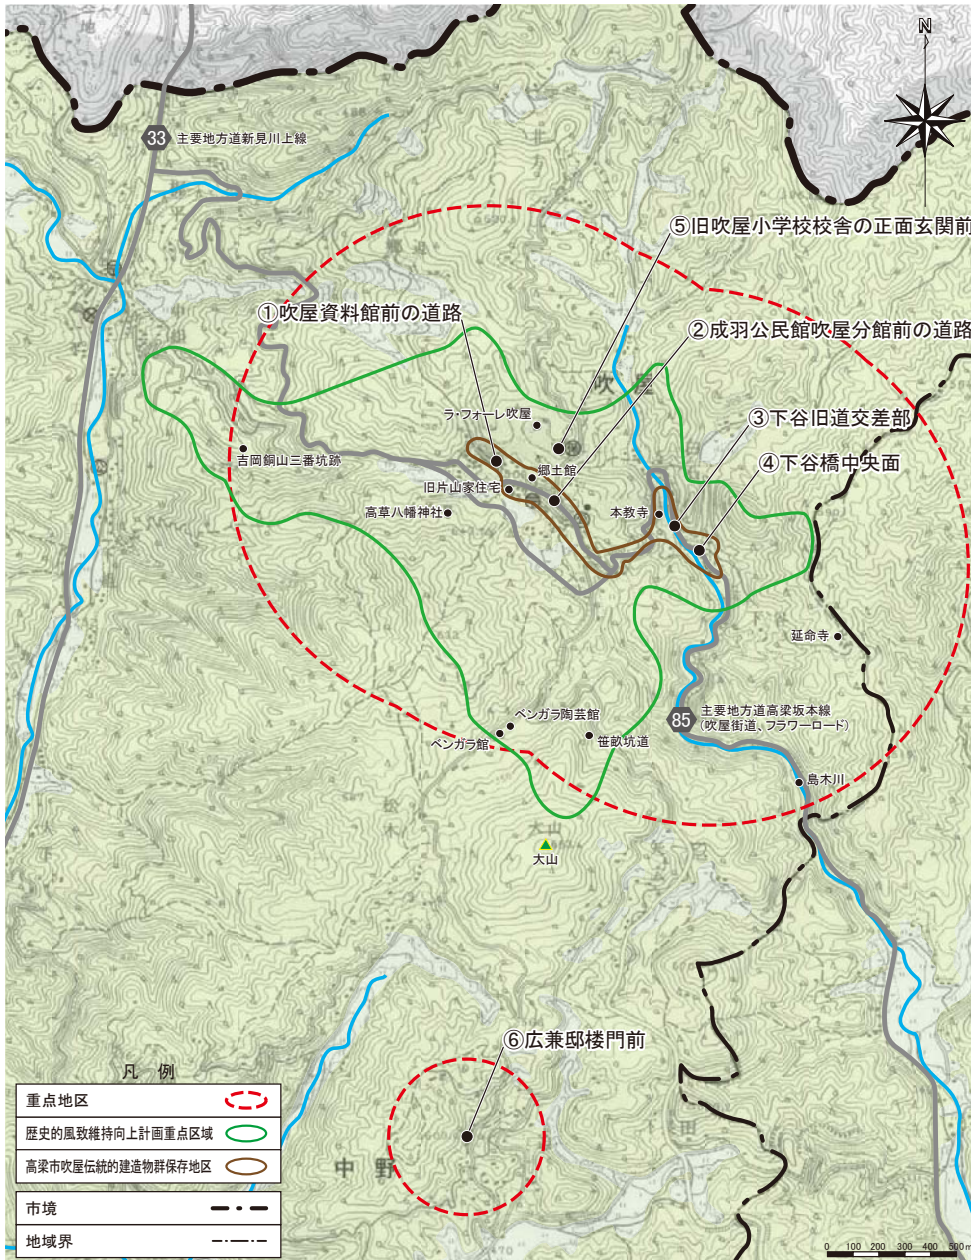 N
33 主要地方道新見川上線
⑤旧吹屋小学校校舎の正面玄関前
①吹屋資料館前の道路
②成羽公民館吹屋分館前の道路
吹屋
ラ・フォーレ吹屋
③下谷旧道交差部
吉岡銅山三番坑跡
郷土館
④下谷橋中央面
旧片山家住宅
本教寺
高草八幡神社
延命寺
85 主要地方道高梁坂本線
(吹屋街道、フラワーロード)
ベンガラ陶芸館
ベンガラ館
笹畝坑道
島木川
大山
大山
⑥広兼邸楼門前
中野
凡例
重点地区
歴史的風致維持向上計画重点区域
高梁市吹屋伝統的建造物群保存地区
市境
地域界
0 100 200 300 400 500m